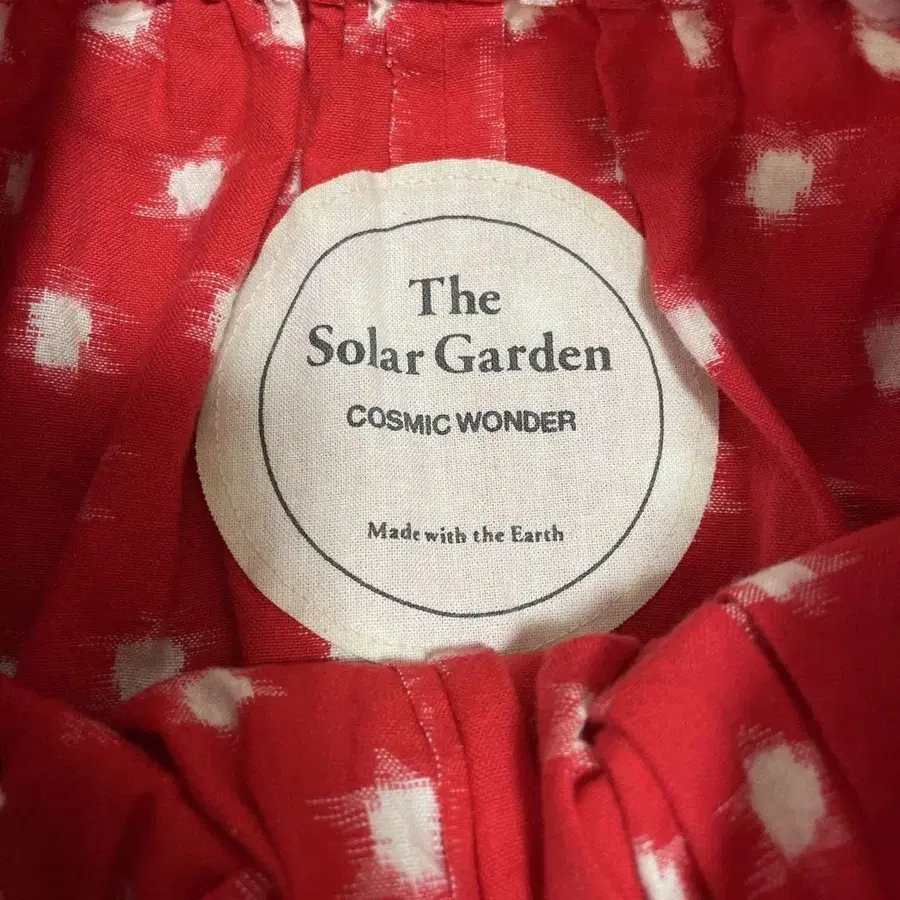 The
Solar Garden
COSMIC WONDER
Made with the Earth